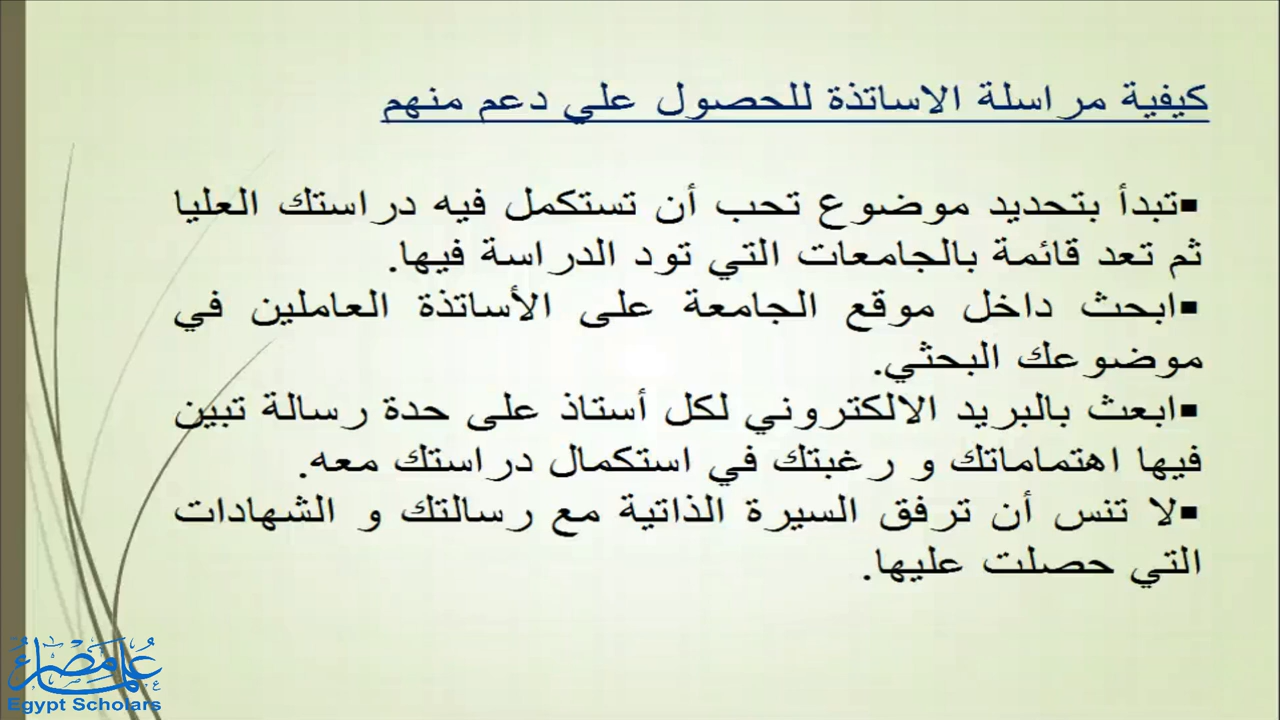 كيفية مراسلة الاساتذة للحصول علي دعم منهم
▪تبدأ بتحديد موضوع تحب أن تستكمل فيه دراستك العليا
ثم تعد قائمة بالجامعات التي تود الدراسة فيها.
▪ابحث داخل موقع الجامعة على الأساتذة العاملين في
موضوعك البحثي.
▪ابعث بالبريد الالكتروني لكل أستاذ على حدة رسالة تبين
فيها اهتماماتك و رغبتك في استكمال دراستك معه.
▪لا تنس أن ترفق السيرة الذاتية مع رسالتك و الشهادات
التي حصلت عليها.
علماء مصر
Egypt Scholars